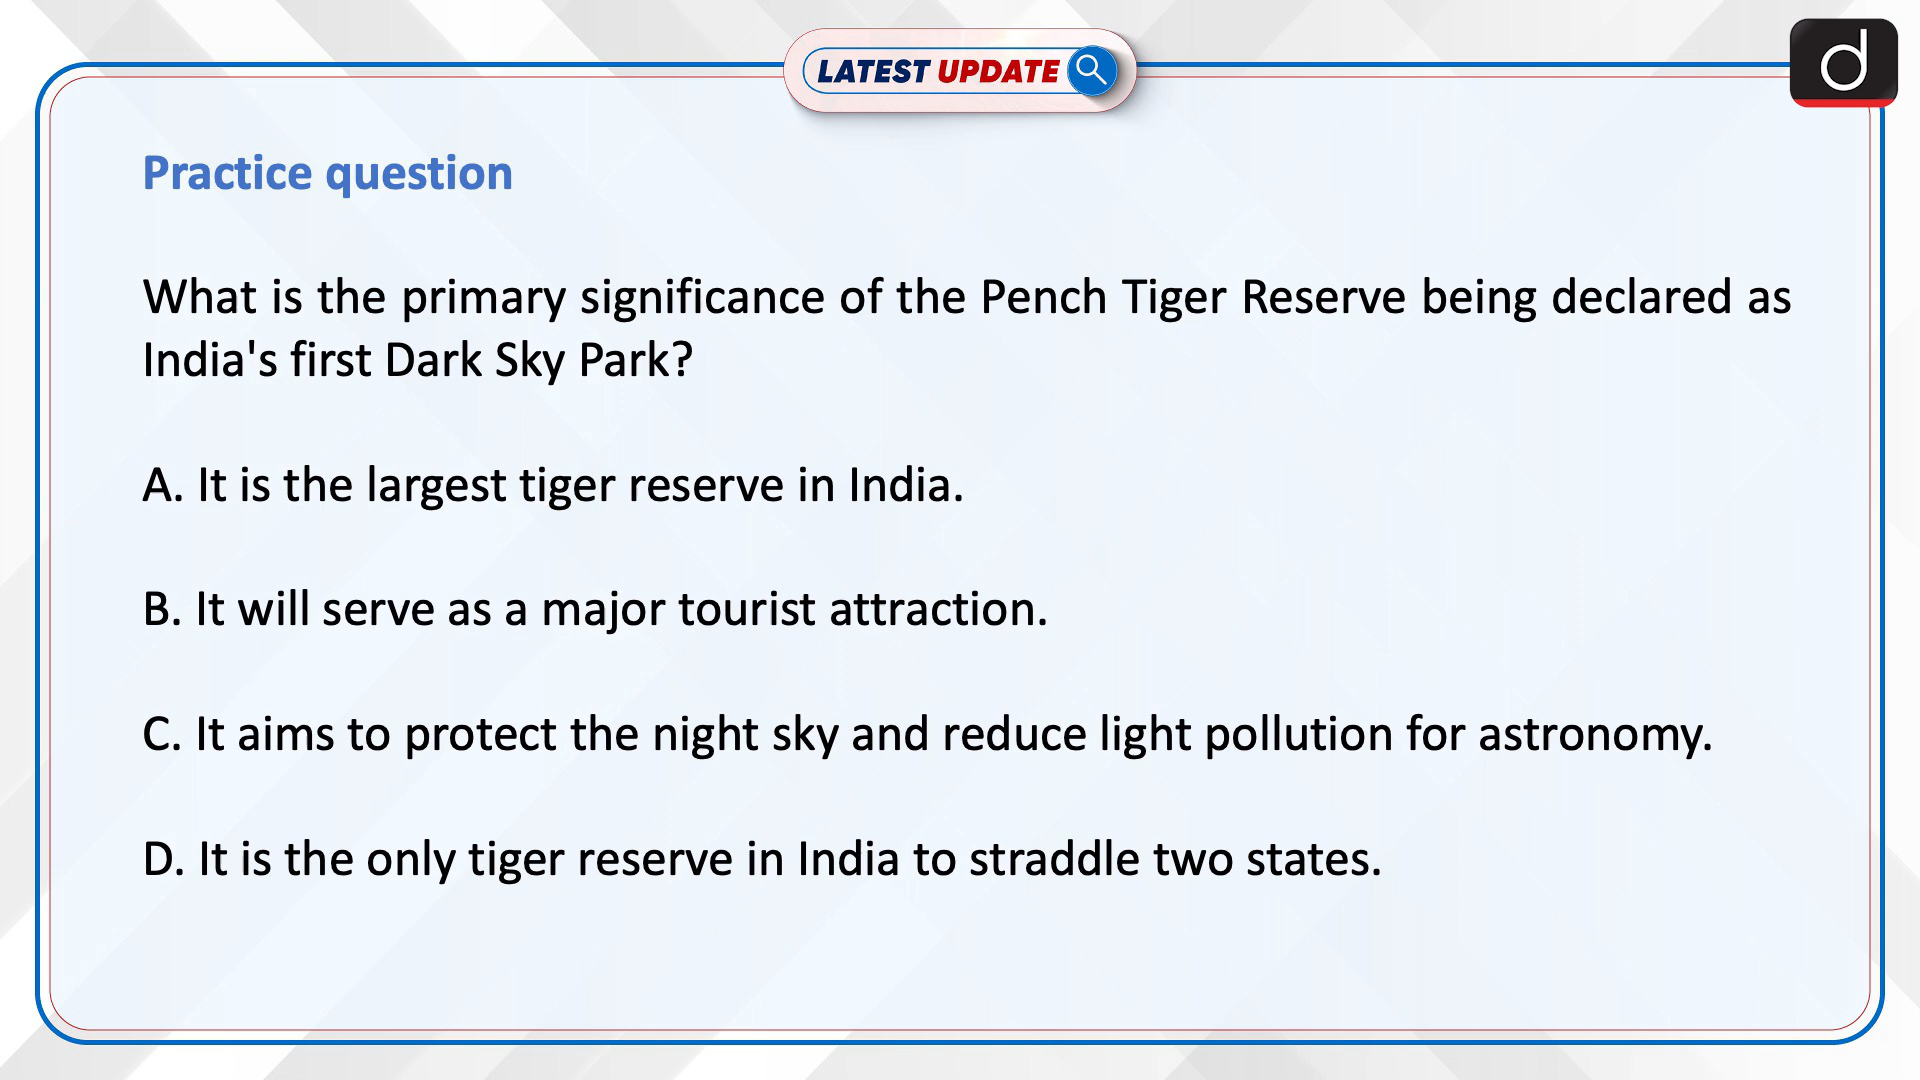 LATEST UPDATE
d
Practice question
What is the primary significance of the Pench Tiger Reserve being declared as
India's first Dark Sky Park?
A. It is the largest tiger reserve in India.
B. It will serve as a major tourist attraction.
C. It aims to protect the night sky and reduce light pollution for astronomy.
D. It is the only tiger reserve in India to straddle two states.